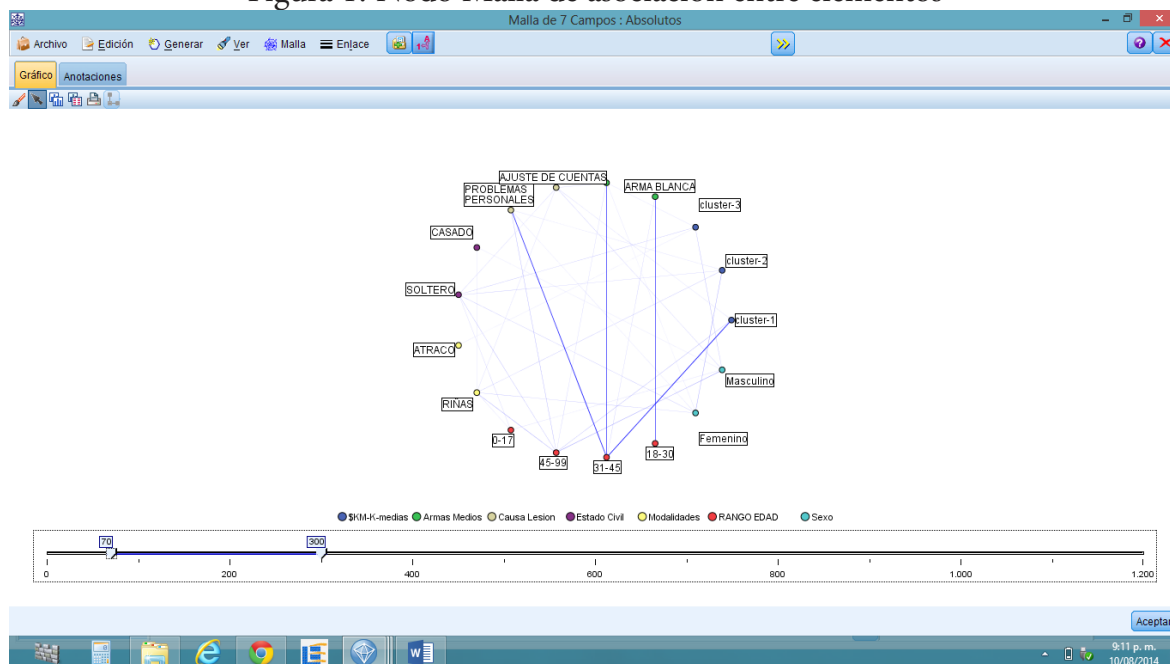 Figura 1. Nodo Malla de asociación entre elementos
Malla de 7 Campos : Absolutos
Archivo Edición Generar Ver Malla Enlace
Gráfico Anotaciones
AJUSTE DE CUENTAS
PROBLEMAS
PERSONALES
ARMA BLANCA
cluster-3
CASADO
cluster-2
SOLTERO
cluster-1
ATRACO
Masculino
RIÑAS
0-17
Femenino
45-99
31-45
18-30
$KM-K-medias Armas Medios Causa Lesion Estado Civil Modalidades RANGO EDAD Sexo
70 300
0 200 400 600 800 1.000 1.200
Aceptar
9:11 p. m.
10/08/2014